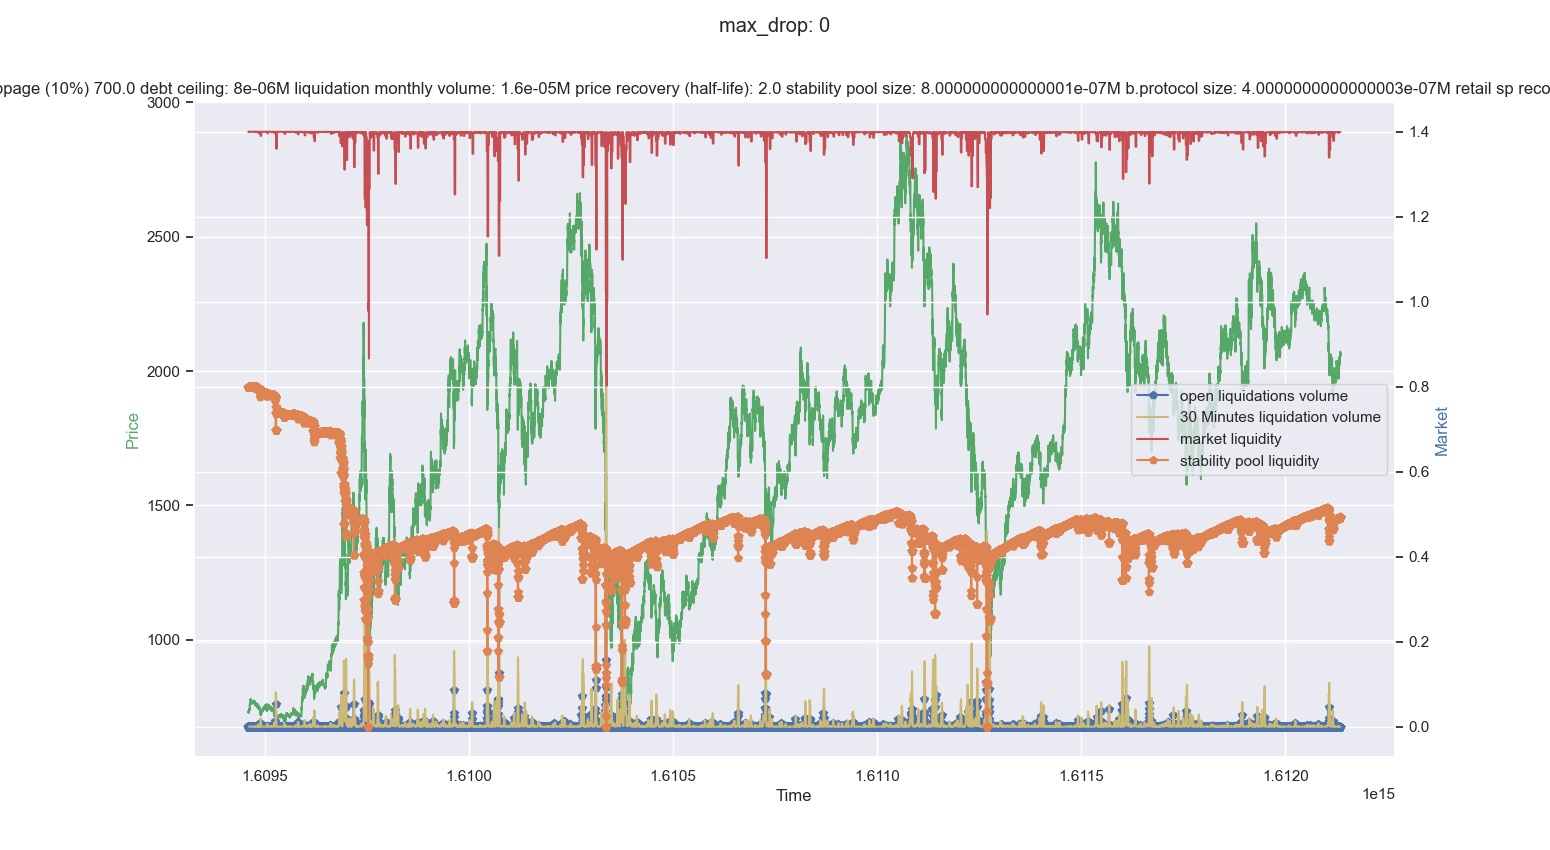 max_drop: 0
(10%) 700.0 debt ceiling: 8e-06M liquidation monthly volume: 1.6e-05M price recovery (half-life): 2.0 stability pool size: 8.000000000000001e-07M b.protocol size: 4.0000000000000003e-07M retail sp
3000
2500
2000
1500
1000
Price
1.4
1.2
1.0
0.8
0.6
0.4
0.2
0.0
Market
open liquidations volume
30 Minutes liquidation volume
market liquidity
stability pool liquidity
1.6095 1.6100 1.6105 1.6110 1.6115 1.6120
Time
1e15